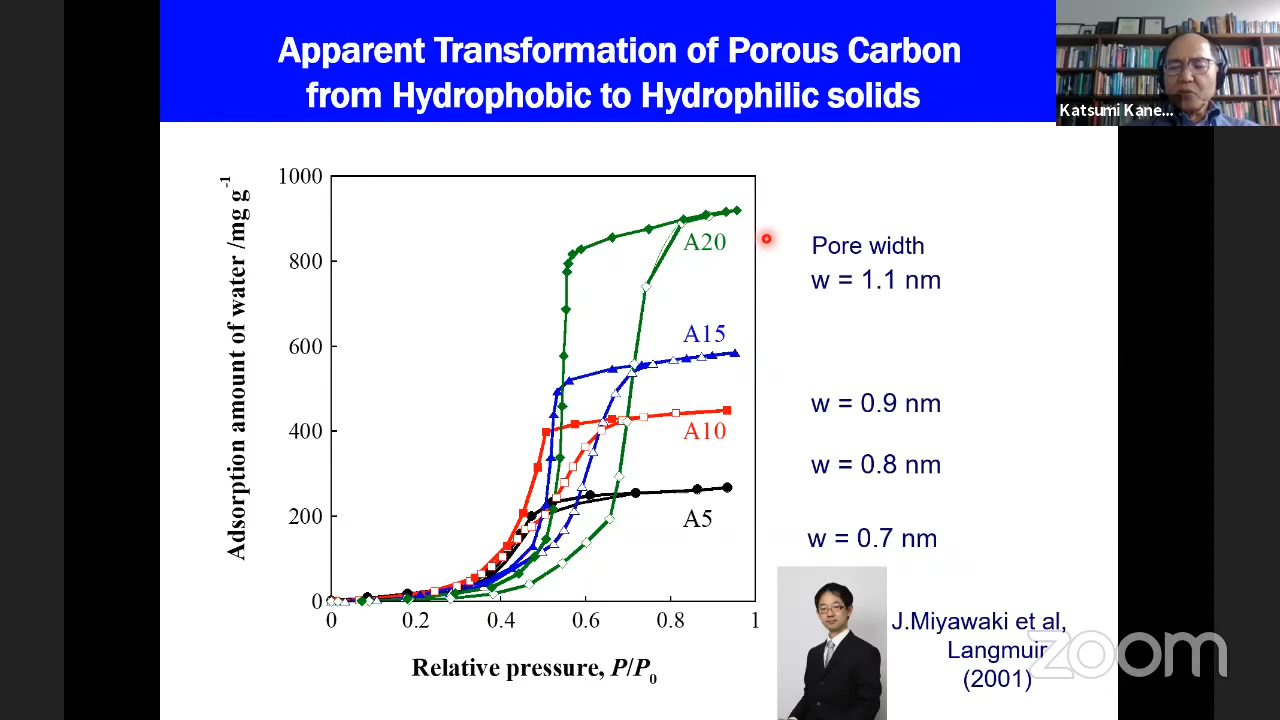 Apparent Transformation of Porous Carbon
from Hydrophobic to Hydrophilic solids
Katsumi Kane...
Adsorption amount of water /mg g-1
1000
800
600
400
200
0
0
0.2
0.4
0.6
0.8
1
Relative pressure, P/P0
A20
A15
A10
A5
Pore width
w = 1.1 nm
w = 0.9 nm
w = 0.8 nm
w = 0.7 nm
J.Miyawaki et al,
Langmuir
(2001)
zoom